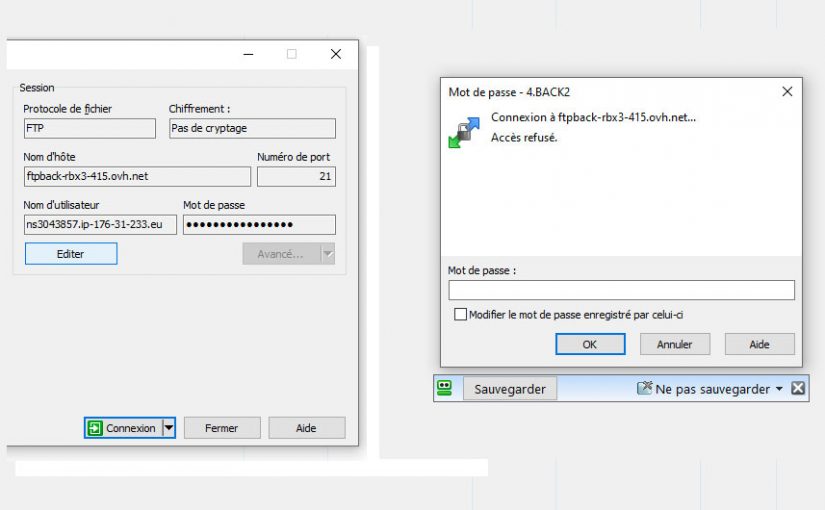 Session
Protocole de fichier
Chiffrement :
FTP
Pas de cryptage
Nom d'hôte
Numéro de port
ftpback-rbx3-415.ovh.net
21
Nom d'utilisateur
Mot de passe
ns3043857.ip-176-31-233.eu
••••••••••••••••
Editer
Avancé...
Connexion
Fermer
Aide
Mot de passe - 4.BACK2
Connexion à ftpback-rbx3-415.ovh.net...
Accès refusé.
Mot de passe :
Modifier le mot de passe enregistré par celui-ci
OK
Annuler
Aide
Sauvegarder
Ne pas sauvegarder